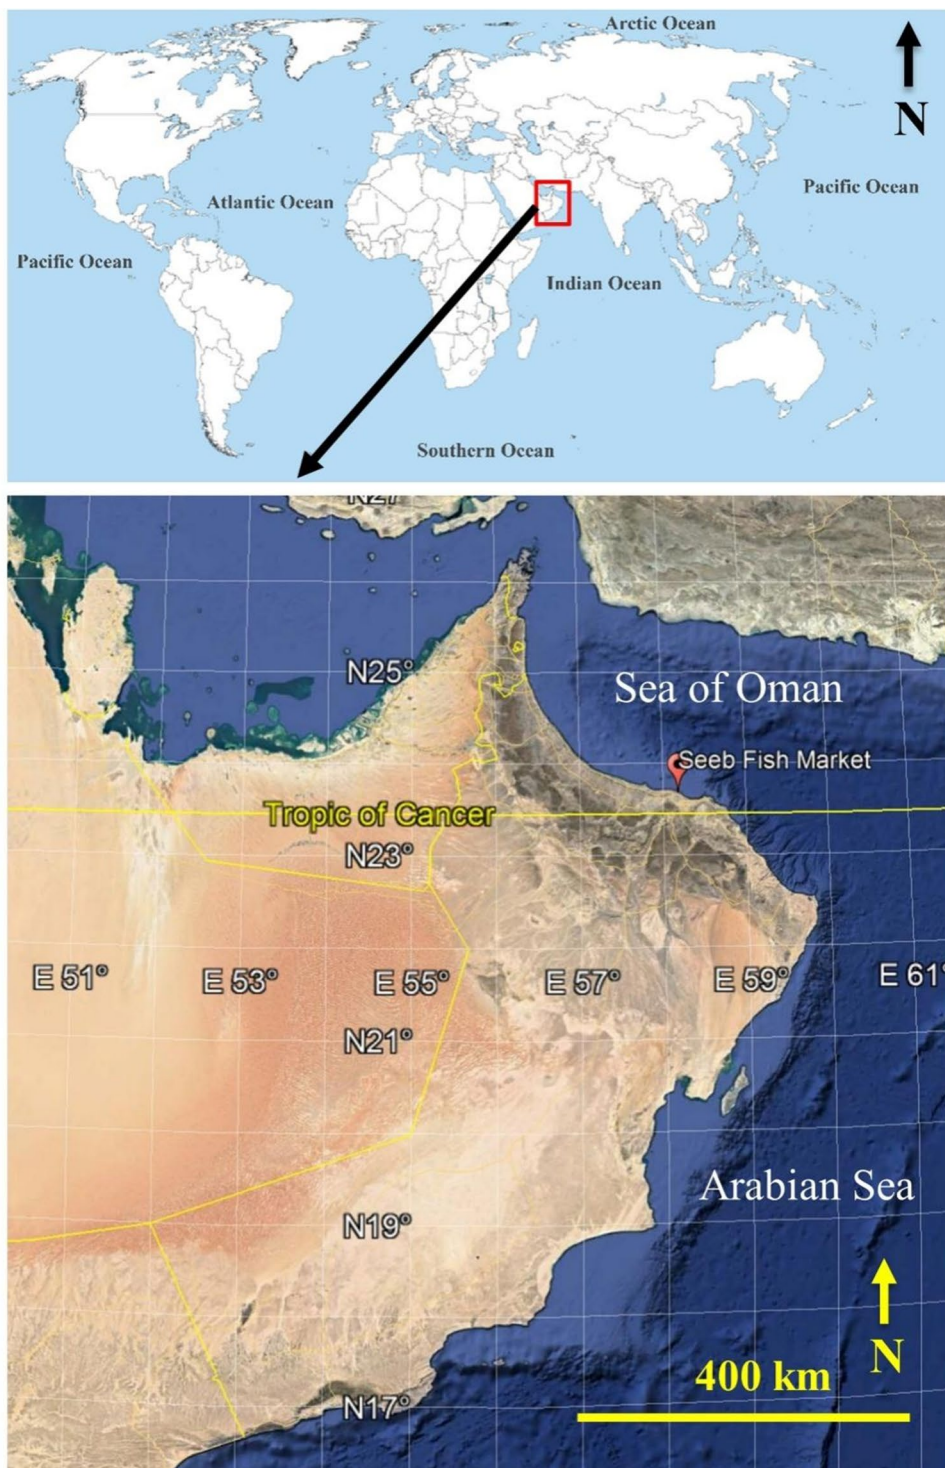 Arctic Ocean
N
Pacific Ocean
Atlantic Ocean
Pacific Ocean
Indian Ocean
Southern Ocean
N27
N25°
Sea of Oman
Seeb Fish Market
Tropic of Cancer
N23°
E 51° E 53° E 55° E 57° E 59° E 61°
N21°
Arabian Sea
N19°
N
400 km
N17°